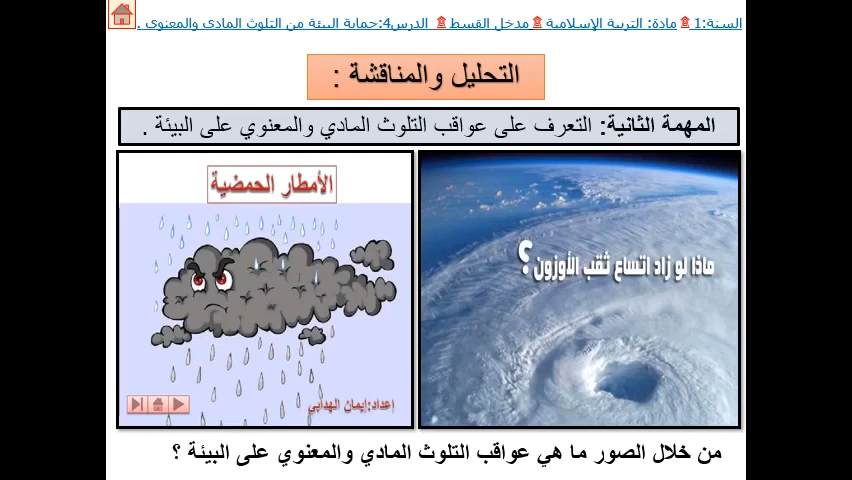 السنة:1 مادة: التربية الإسلامية مدخل القسط الدرس4:حماية البيئة من التلوث المادي والمعنوي .
التحليل والمناقشة :
المهمة الثانية: التعرف على عواقب التلوث المادي والمعنوي على البيئة .
ماذا لو زاد اتساع ثقب الأوزون؟
الأمطار الحمضية
إعداد:إيمان الهدابي
من خلال الصور ما هي عواقب التلوث المادي والمعنوي على البيئة ؟